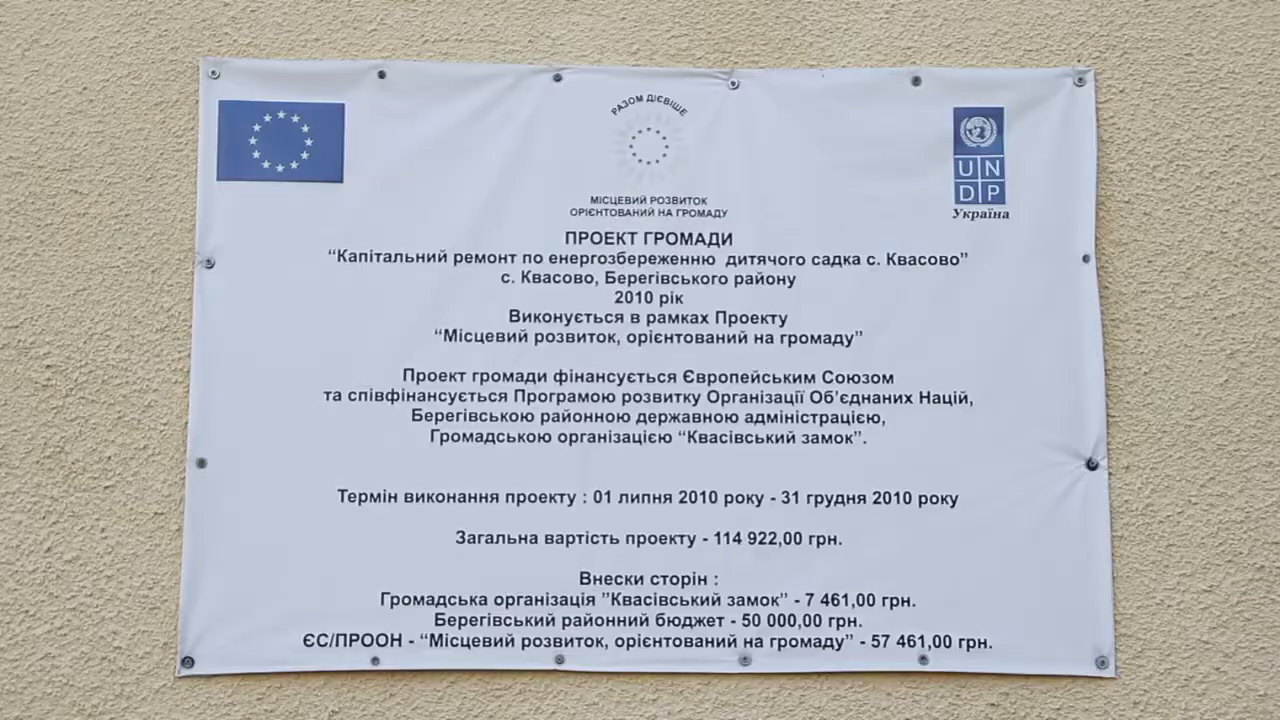 РАЗОМ ДІЄВІШЕ
МІСЦЕВИЙ РОЗВИТОК
ОРІЄНТОВАНИЙ НА ГРОМАДУ
UN
DP
Україна
ПРОЕКТ ГРОМАДИ
“Капітальний ремонт по енергозбереженню дитячого садка с. Квасово”
с. Квасово, Берегівського району
2010 рік
Виконується в рамках Проекту
“Місцевий розвиток, орієнтований на громаду”
Проект громади фінансується Європейським Союзом
та співфінансується Програмою розвитку Організації Об’єднаних Націй,
Берегівською районною державною адміністрацією,
Громадською організацією “Квасівський замок”.
Термін виконання проекту : 01 липня 2010 року - 31 грудня 2010 року
Загальна вартість проекту - 114 922,00 грн.
Внески сторін :
Громадська організація ”Квасівський замок” - 7 461,00 грн.
Берегівський районний бюджет - 50 000,00 грн.
ЄС/ПРООН - “Місцевий розвиток, орієнтований на громаду” - 57 461,00 грн.